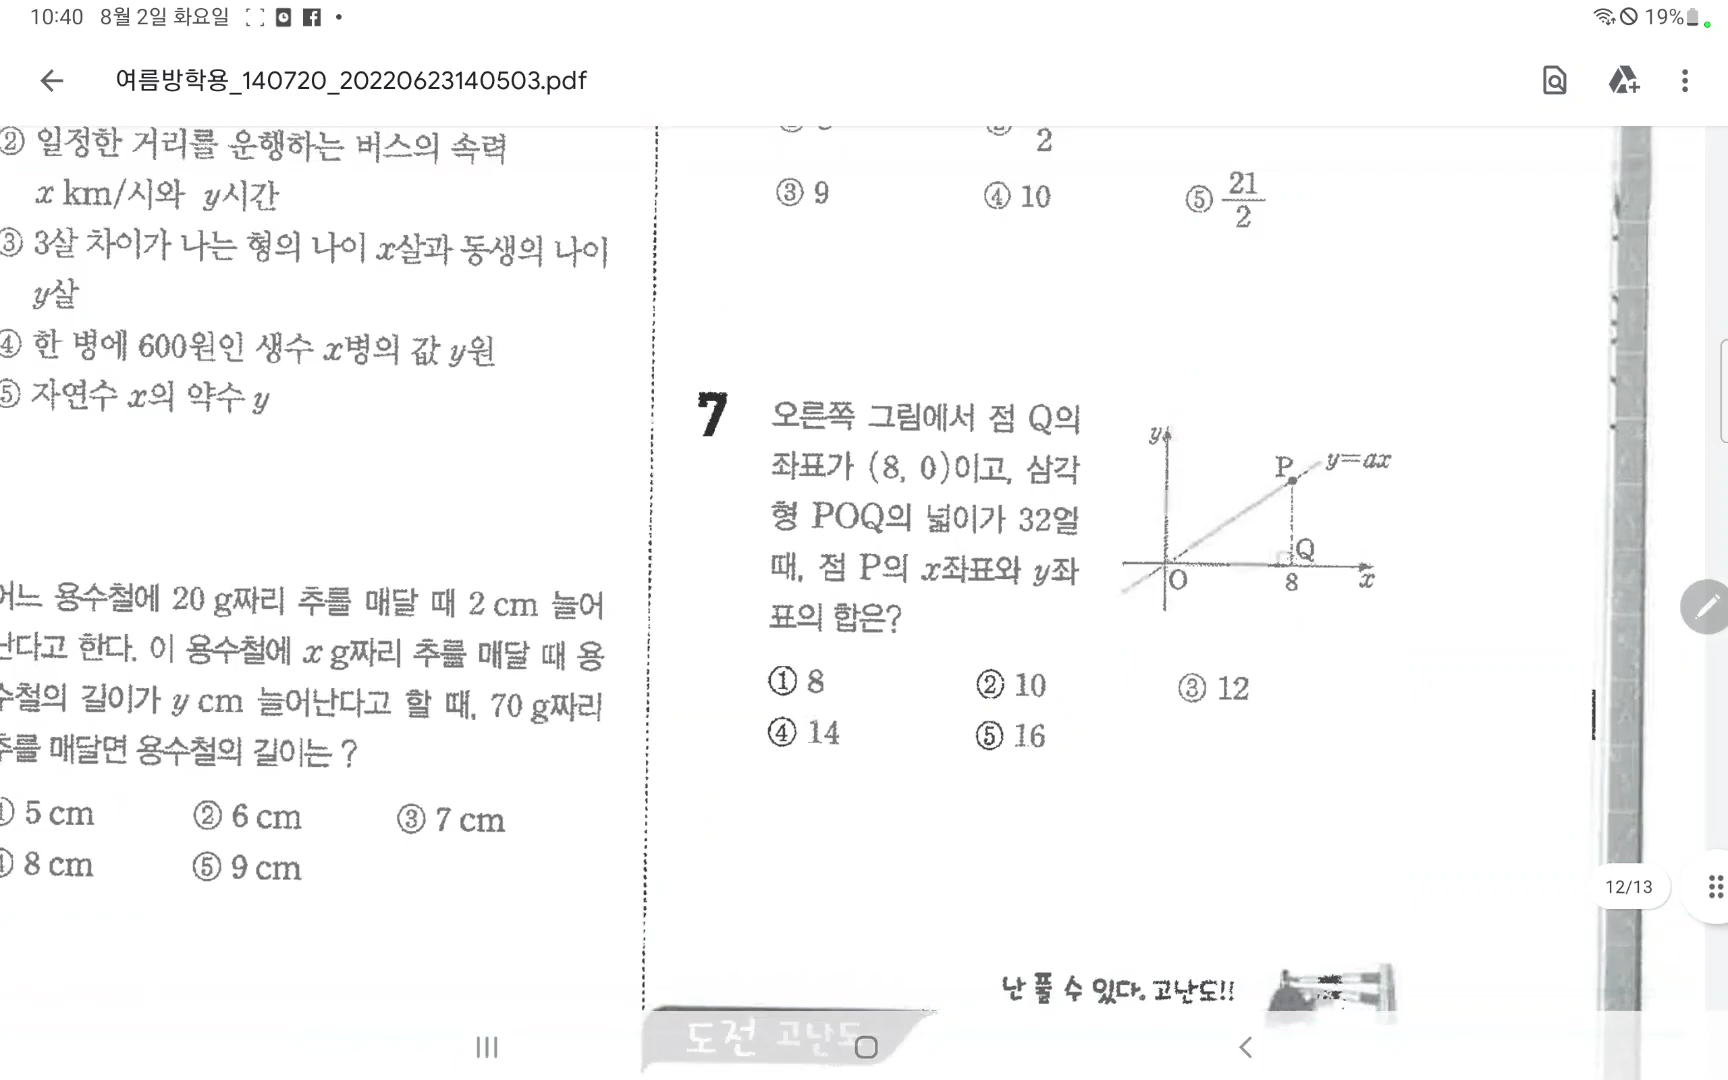 10:40 8월 2일 화요일
19%
여름방학용_140720_20220623140503.pdf
② 일정한 거리를 운행하는 버스의 속력
x km/시와 y시간
③ 3살 차이가 나는 형의 나이 x살과 동생의 나이
y살
④ 한 병에 600원인 생수 x병의 값 y원
⑤ 자연수 x의 약수 y
어느 용수철에 20 g짜리 추를 매달 때 2 cm 늘어
난다고 한다. 이 용수철에 x g짜리 추를 매달 때 용
수철의 길이가 y cm 늘어난다고 할 때, 70 g짜리
추를 매달면 용수철의 길이는?
① 5 cm ② 6 cm ③ 7 cm
④ 8 cm ⑤ 9 cm
2
③ 9 ④ 10 ⑤ 21/2
7 오른쪽 그림에서 점 Q의
좌표가 (8, 0)이고, 삼각
형 POQ의 넓이가 32일
때, 점 P의 x좌표와 y좌
표의 합은?
y
P
y=ax
Q
O
8
x
① 8 ② 10 ③ 12
④ 14 ⑤ 16
12/13
난 풀 수 있다. 고난도!!
도전 고난도